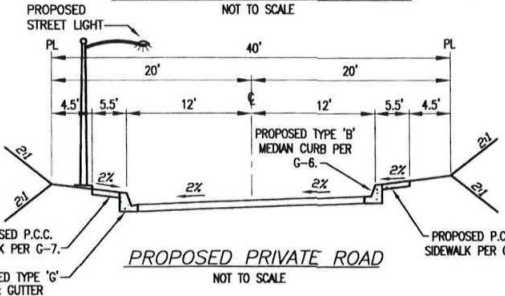 NOT TO SCALE
PROPOSED
STREET LIGHT
PL
PL
40'
20'
20'
4.5'
5.5'
12'
℄
12'
5.5'
4.5'
PROPOSED TYPE 'B'
MEDIAN CURB PER
G-6.
2:1
2:1
2%
2%
2%
2%
2:1
2:1
SED P.C.C.
K PER G-7.
PROPOSED P.C
SIDEWALK PER G
PROPOSED PRIVATE ROAD
NOT TO SCALE
ED TYPE 'G'
GUTTER